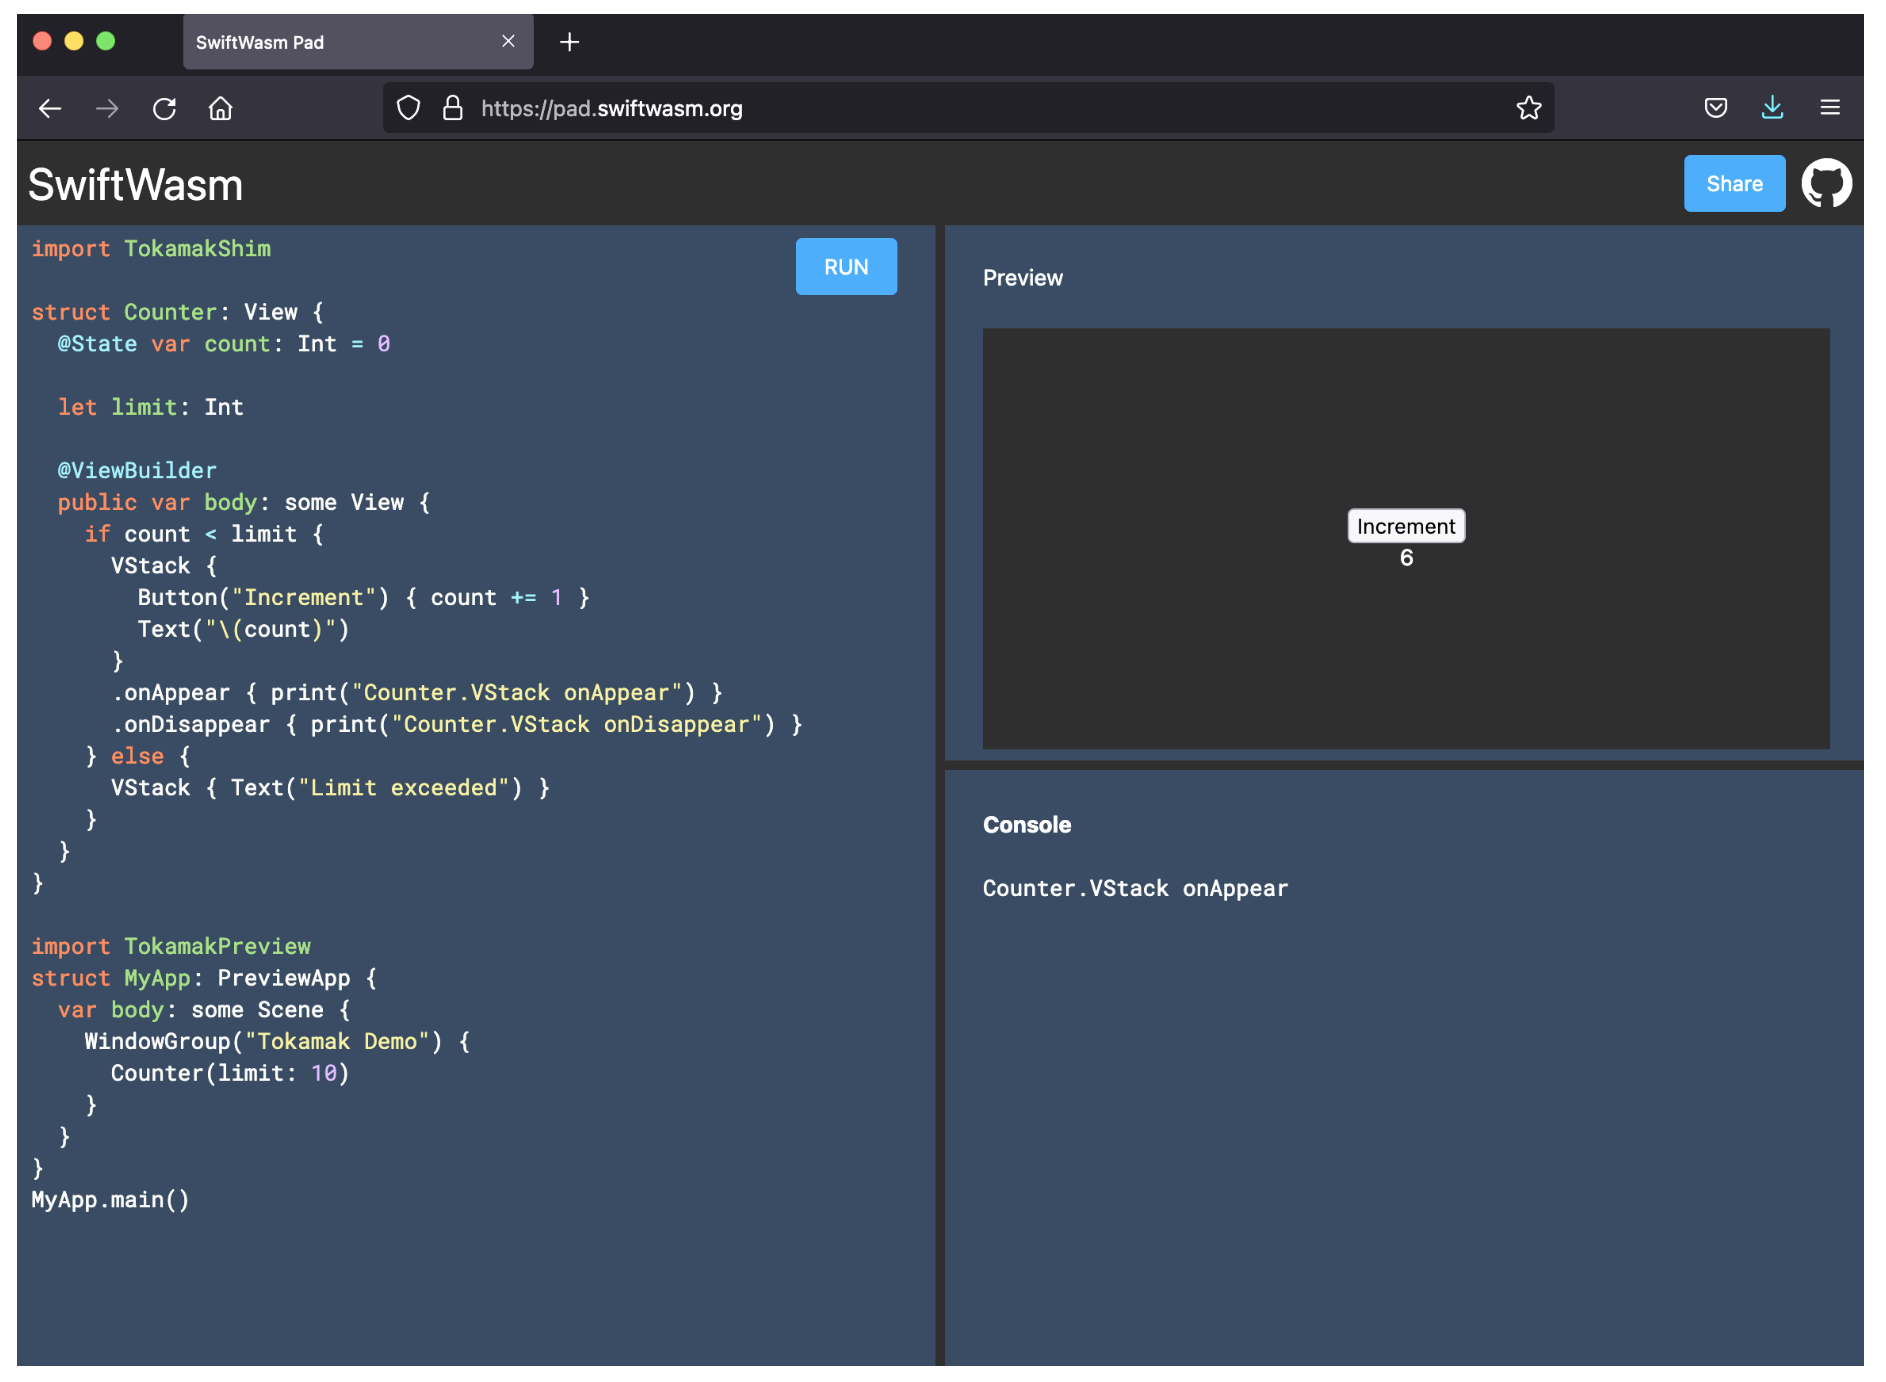 SwiftWasm Pad
https://pad.swiftwasm.org
SwiftWasm
Share
RUN
import TokamakShim
struct Counter: View {
  @State var count: Int = 0
  let limit: Int
  @ViewBuilder
  public var body: some View {
    if count < limit {
      VStack {
        Button("Increment") { count += 1 }
        Text("\(count)")
      }
      .onAppear { print("Counter.VStack onAppear") }
      .onDisappear { print("Counter.VStack onDisappear") }
    } else {
      VStack { Text("Limit exceeded") }
    }
  }
}
import TokamakPreview
struct MyApp: PreviewApp {
  var body: some Scene {
    WindowGroup("Tokamak Demo") {
      Counter(limit: 10)
    }
  }
}
MyApp.main()
Preview
Increment
6
Console
Counter.VStack onAppear